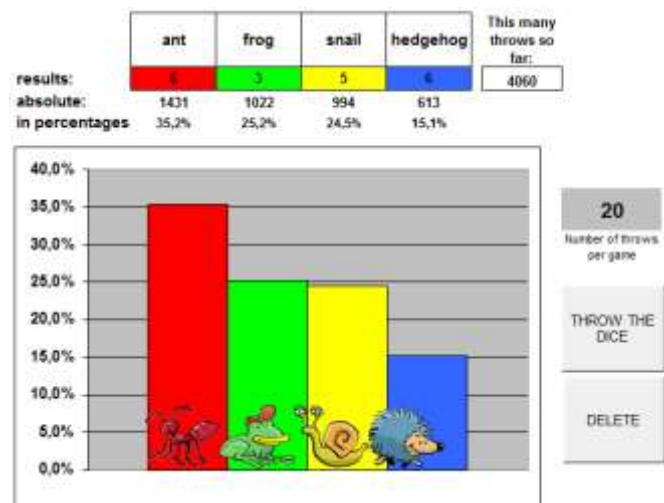 ant frog snail hedgehog
This many
throws so
far:
results: 6 3 5 6 4060
absolute: 1431 1022 994 613
in percentages 35,2% 25,2% 24,5% 15,1%
40,0%
35,0%
30,0%
25,0%
20,0%
15,0%
10,0%
5,0%
0,0%
20
Number of throws
per game
THROW THE
DICE
DELETE